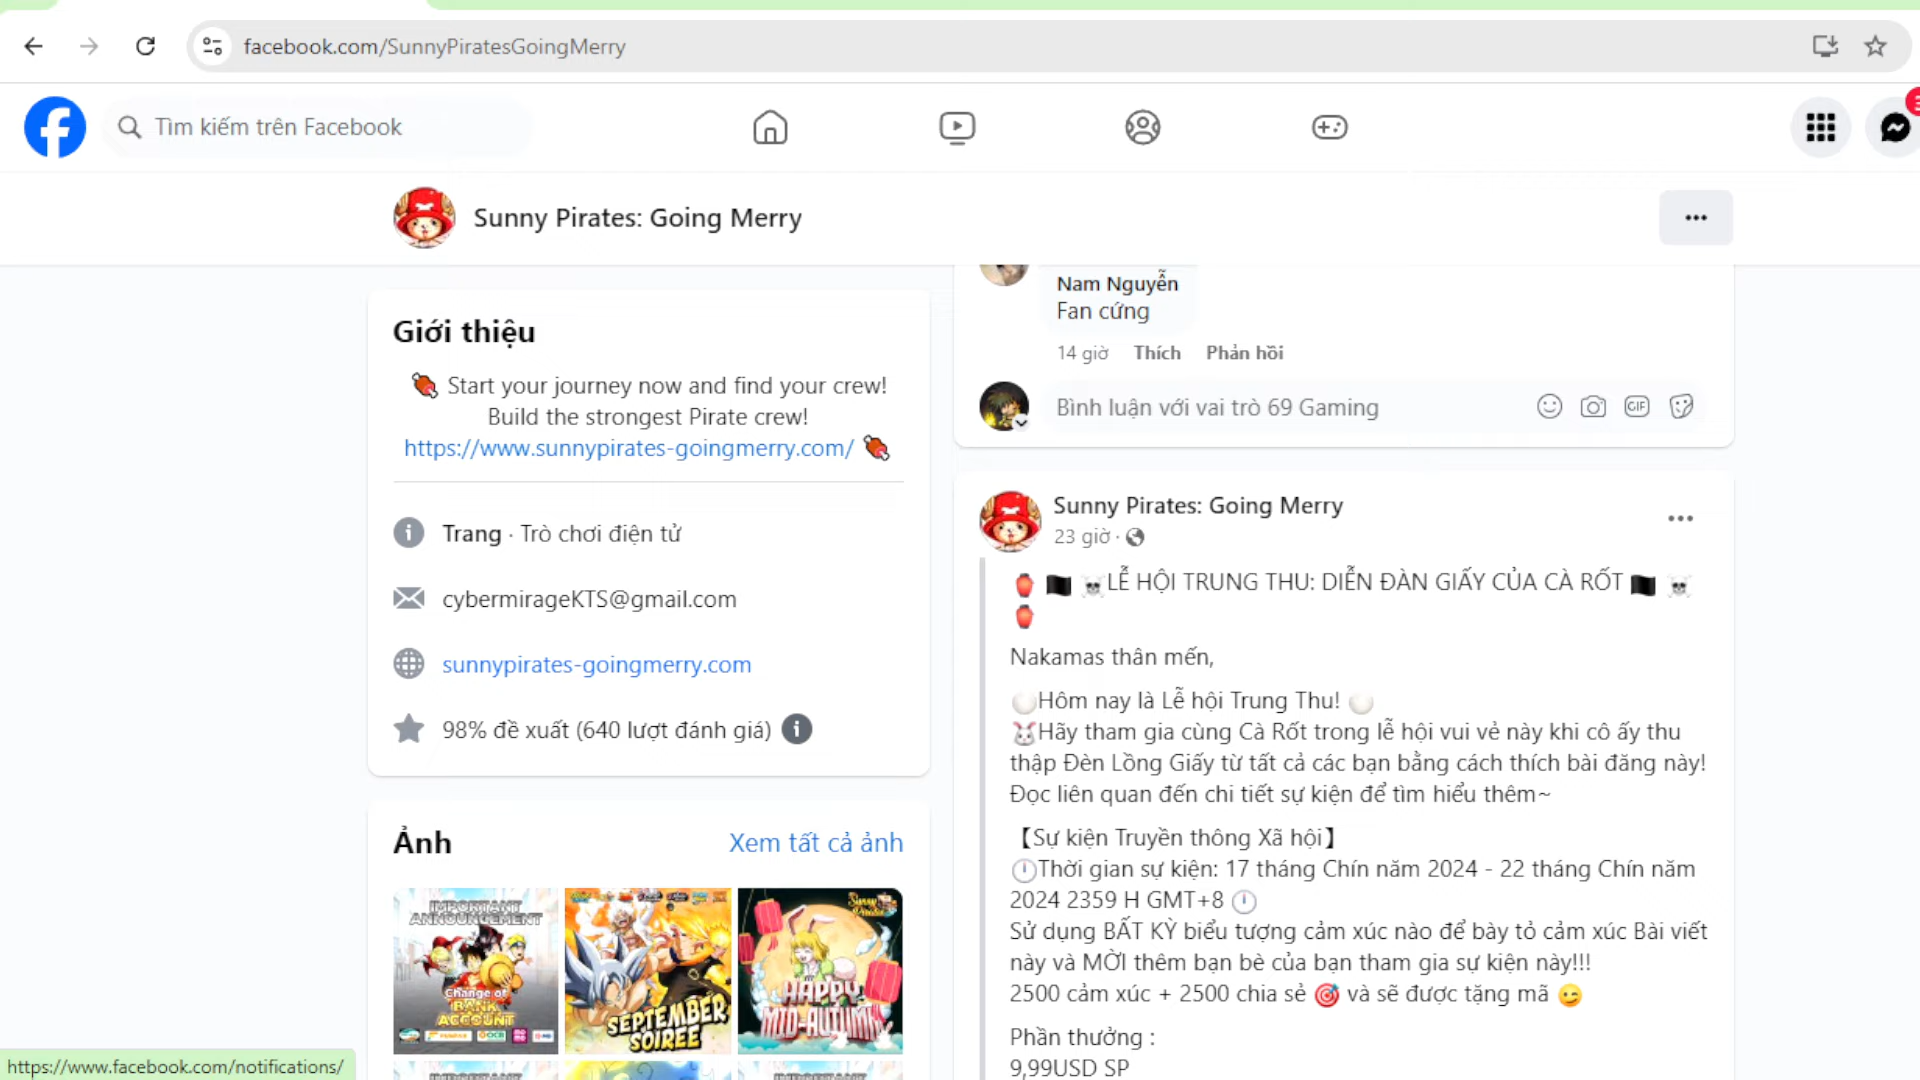 facebook.com/SunnyPiratesGoingMerry
Tìm kiếm trên Facebook
3
Sunny Pirates: Going Merry
Giới thiệu
Start your journey now and find your crew!
Build the strongest Pirate crew!
https://www.sunnypirates-goingmerry.com/
Trang · Trò chơi điện tử
cybermirageKTS@gmail.com
sunnypirates-goingmerry.com
98% đề xuất (640 lượt đánh giá)
Ảnh
Xem tất cả ảnh
IMPORTANT
ANNOUNCEMENT
Change of
BANK
ACCOUNT
SEPTEMBER
SOIREE
Sunny
Pirates
HAPPY
MID-AUTUMN
https://www.facebook.com/notifications/
Nam Nguyễn
Fan cứng
14 giờ Thích Phản hồi
Bình luận với vai trò 69 Gaming
GIF
Sunny Pirates: Going Merry
23 giờ ·
LỄ HỘI TRUNG THU: DIỄN ĐÀN GIẤY CỦA CÀ RỐT
Nakamas thân mến,
Hôm nay là Lễ hội Trung Thu!
Hãy tham gia cùng Cà Rốt trong lễ hội vui vẻ này khi cô ấy thu
thập Đèn Lồng Giấy từ tất cả các bạn bằng cách thích bài đăng này!
Đọc liên quan đến chi tiết sự kiện để tìm hiểu thêm~
【Sự kiện Truyền thông Xã hội】
Thời gian sự kiện: 17 tháng Chín năm 2024 - 22 tháng Chín năm
2024 2359 H GMT+8
Sử dụng BẤT KỲ biểu tượng cảm xúc nào để bày tỏ cảm xúc Bài viết
này và MỜI thêm bạn bè của bạn tham gia sự kiện này!!!
2500 cảm xúc + 2500 chia sẻ 🎯 và sẽ được tặng mã 😉
Phần thưởng :
9,99USD SP